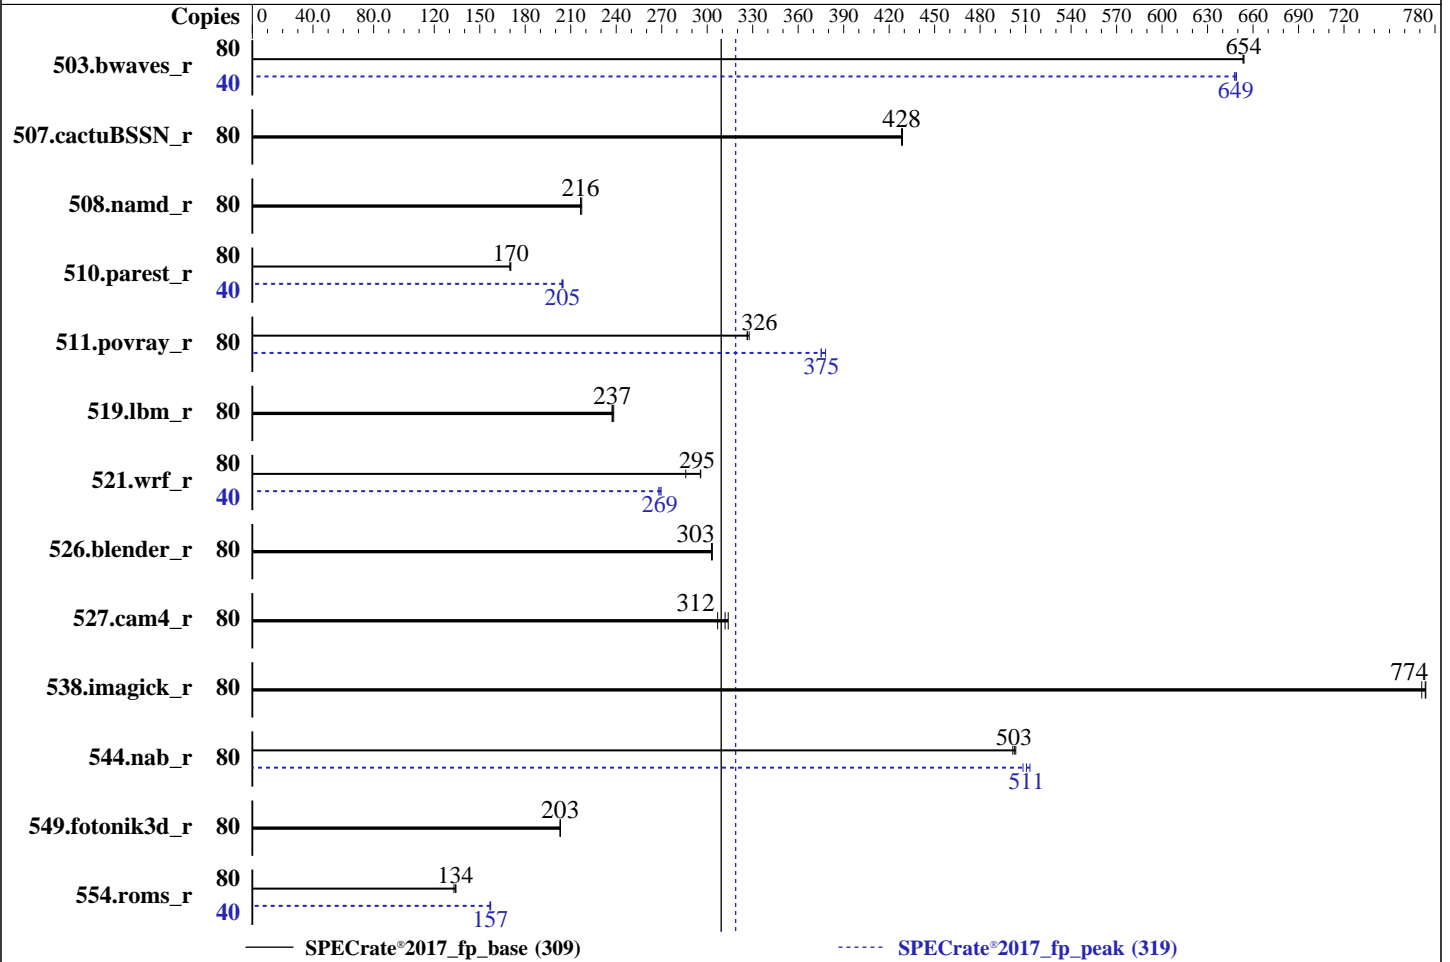 Copies 0 40.0 80.0 120 150 180 210 240 270 300 330 360 390 420 450 480 510 540 570 600 630 660 690 720 780
503.bwaves_r 80 654
40 649
507.cactuBSSN_r 80 428
508.namd_r 80 216
510.parest_r 80 170
40 205
511.povray_r 80 326
375
519.lbm_r 80 237
521.wrf_r 80 295
40 269
526.blender_r 80 303
527.cam4_r 80 312
538.imagick_r 80 774
544.nab_r 80 503
511
549.fotonik3d_r 80 203
554.roms_r 80 134
40 157
SPECrate®2017_fp_base (309) SPECrate®2017_fp_peak (319)